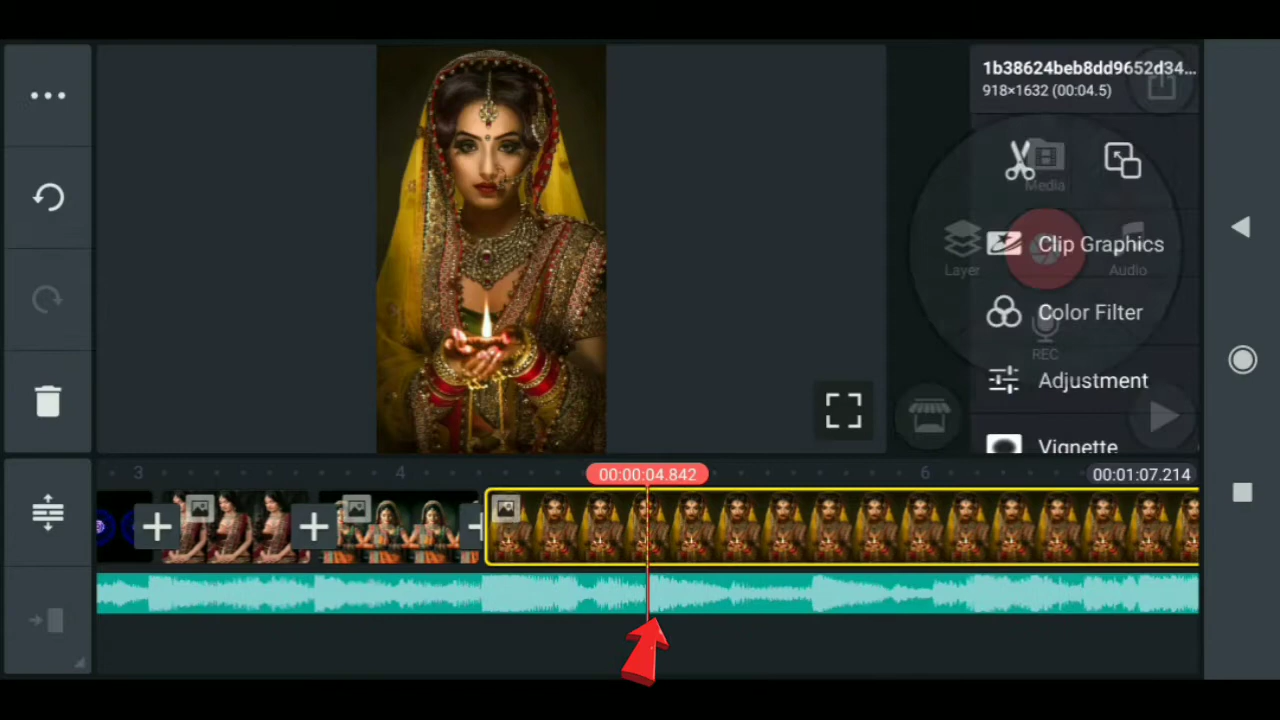 1b38624beb8dd9652d34...
918×1632 (00:04.5)
Media
Clip Graphics
Layer
Audio
Color Filter
REC
Adjustment
Vignette
3
4
00:00:04.842
6
00:01:07.214